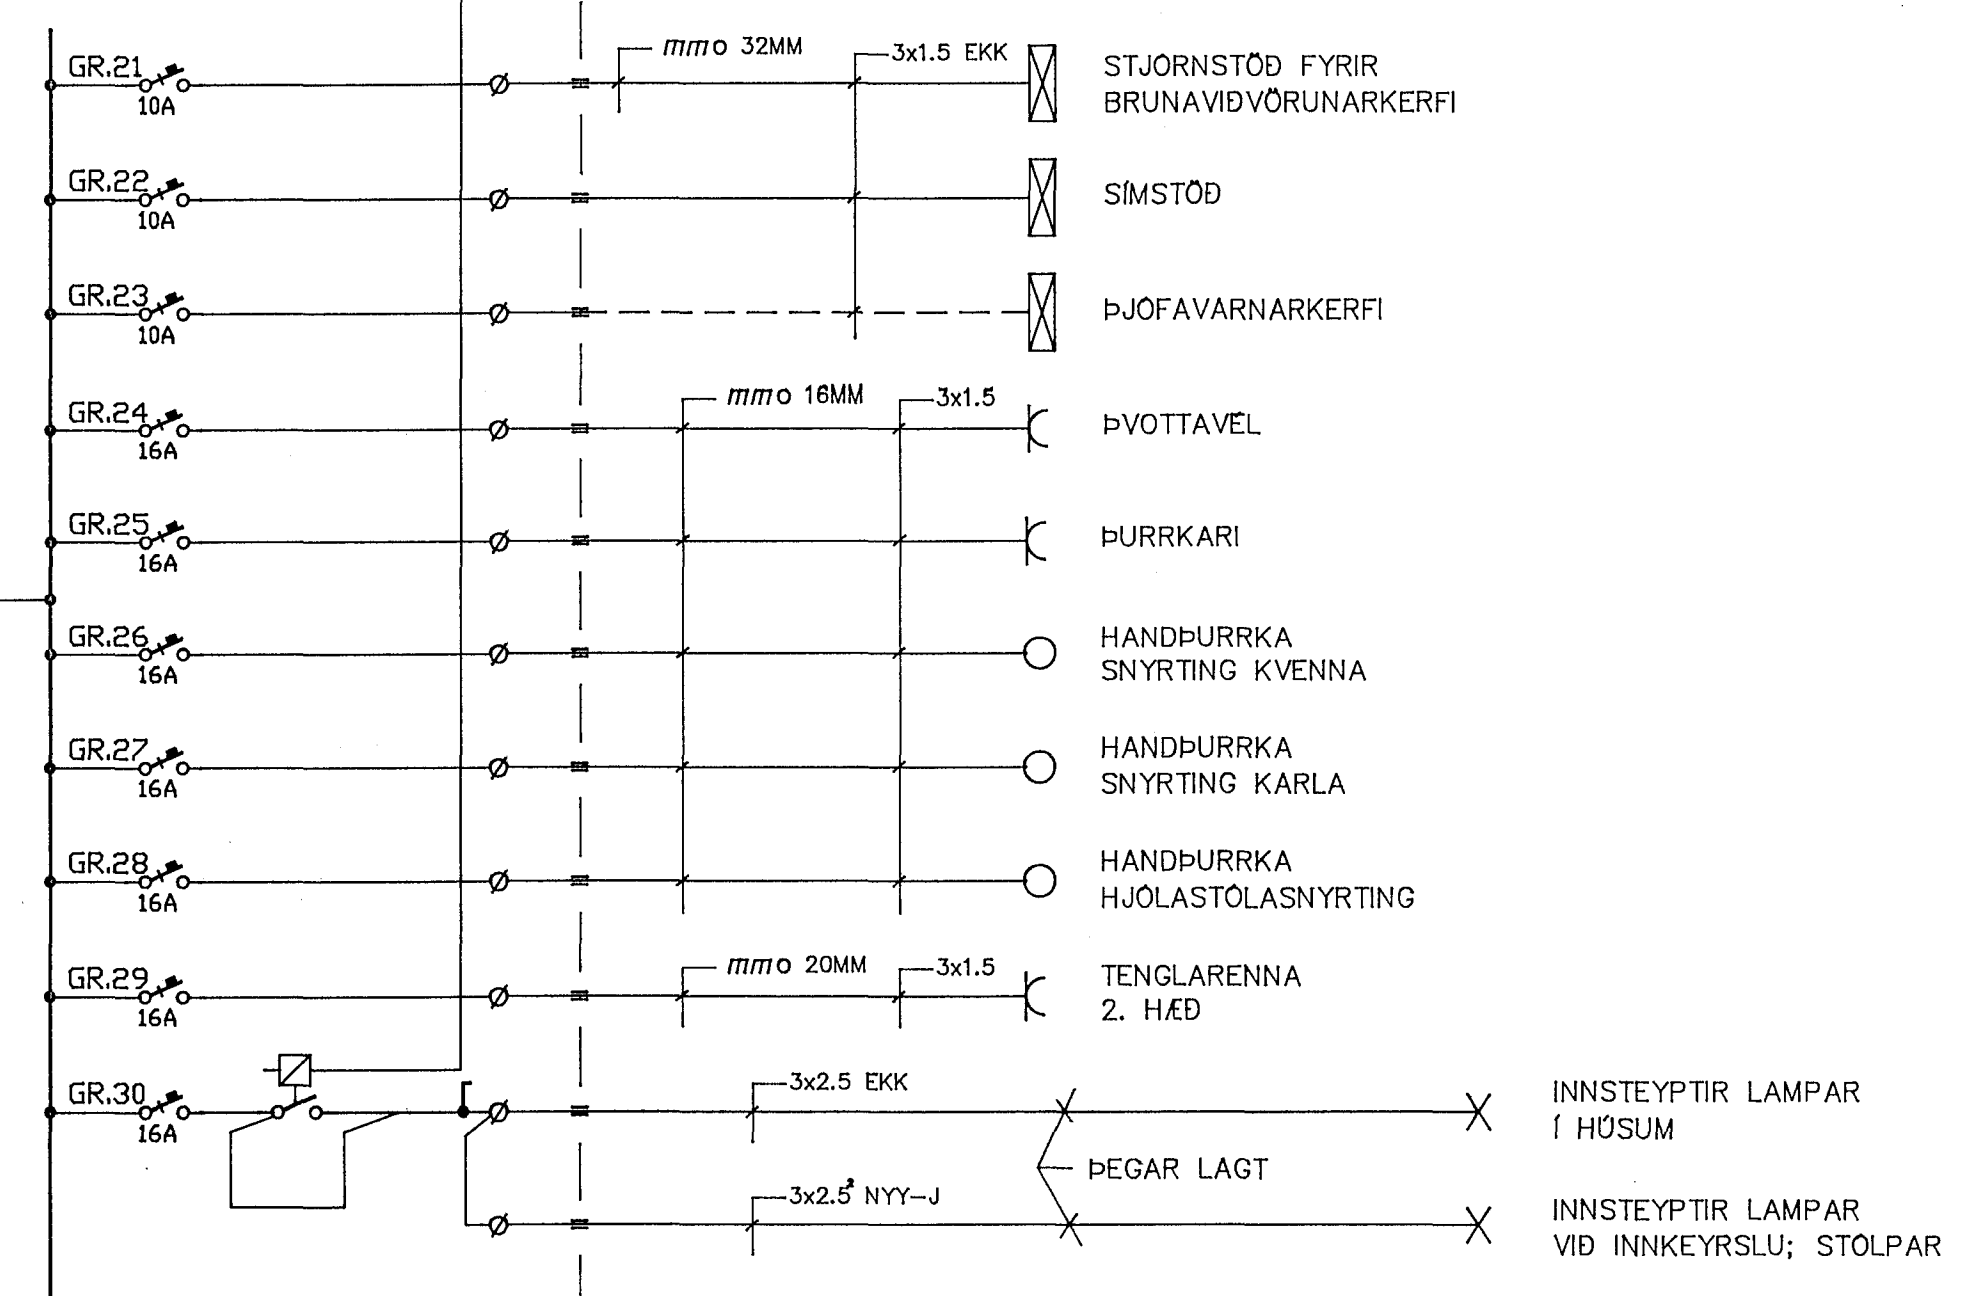 GR.21
10A
mmo 32MM
3x1.5 EKK
STJÓRNSTÖÐ FYRIR
BRUNAVIÐVÖRUNARKERFI
GR.22
10A
SÍMSTÖÐ
GR.23
10A
ÞJÓFAVARNARKERFI
GR.24
16A
mmo 16MM
3x1.5
ÞVOTTAVÉL
GR.25
16A
ÞURRKARI
GR.26
16A
HANDÞURRKA
SNYRTING KVENNA
GR.27
16A
HANDÞURRKA
SNYRTING KARLA
GR.28
16A
HANDÞURRKA
HJÓLASTÓLASNYRTING
GR.29
16A
mmo 20MM
3x1.5
TENGLARENNA
2. HÆÐ
GR.30
16A
3x2.5 EKK
INNSTEYPTIR LAMPAR
Í HÚSUM
ÞEGAR LAGT
3x2.5² NYY-J
INNSTEYPTIR LAMPAR
VIÐ INNKEYRSLU; STÓLPAR